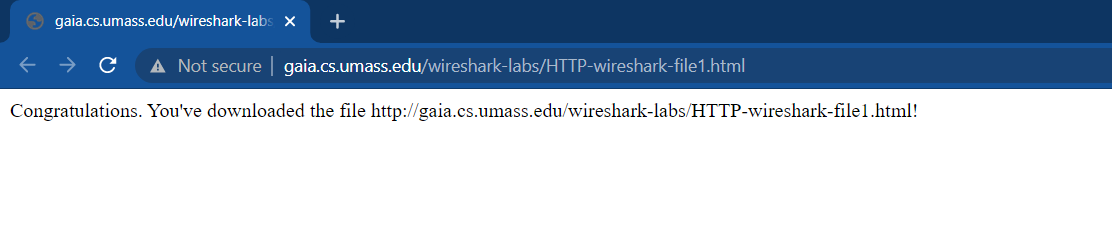 gaia.cs.umass.edu/wireshark-labs
Not secure | gaia.cs.umass.edu/wireshark-labs/HTTP-wireshark-file1.html
Congratulations. You've downloaded the file http://gaia.cs.umass.edu/wireshark-labs/HTTP-wireshark-file1.html!